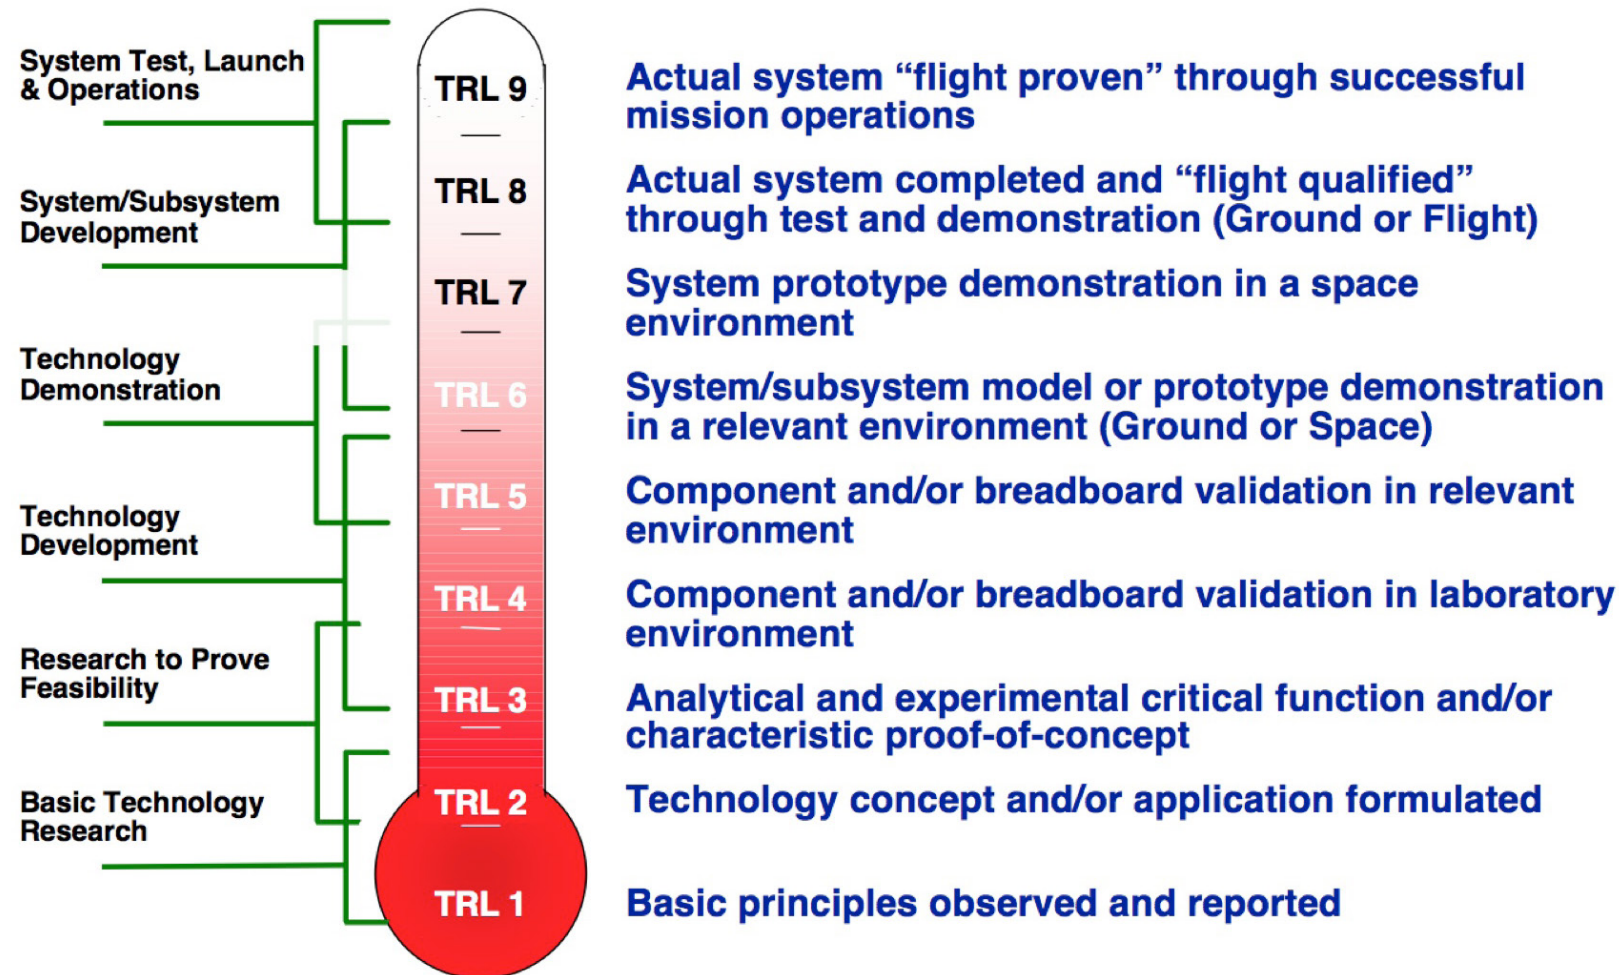 System Test, Launch
& Operations
System/Subsystem
Development
Technology
Demonstration
Technology
Development
Research to Prove
Feasibility
Basic Technology
Research
TRL 9
TRL 8
TRL 7
TRL 6
TRL 5
TRL 4
TRL 3
TRL 2
TRL 1
Actual system “flight proven” through successful
mission operations
Actual system completed and “flight qualified”
through test and demonstration (Ground or Flight)
System prototype demonstration in a space
environment
System/subsystem model or prototype demonstration
in a relevant environment (Ground or Space)
Component and/or breadboard validation in relevant
environment
Component and/or breadboard validation in laboratory
environment
Analytical and experimental critical function and/or
characteristic proof-of-concept
Technology concept and/or application formulated
Basic principles observed and reported